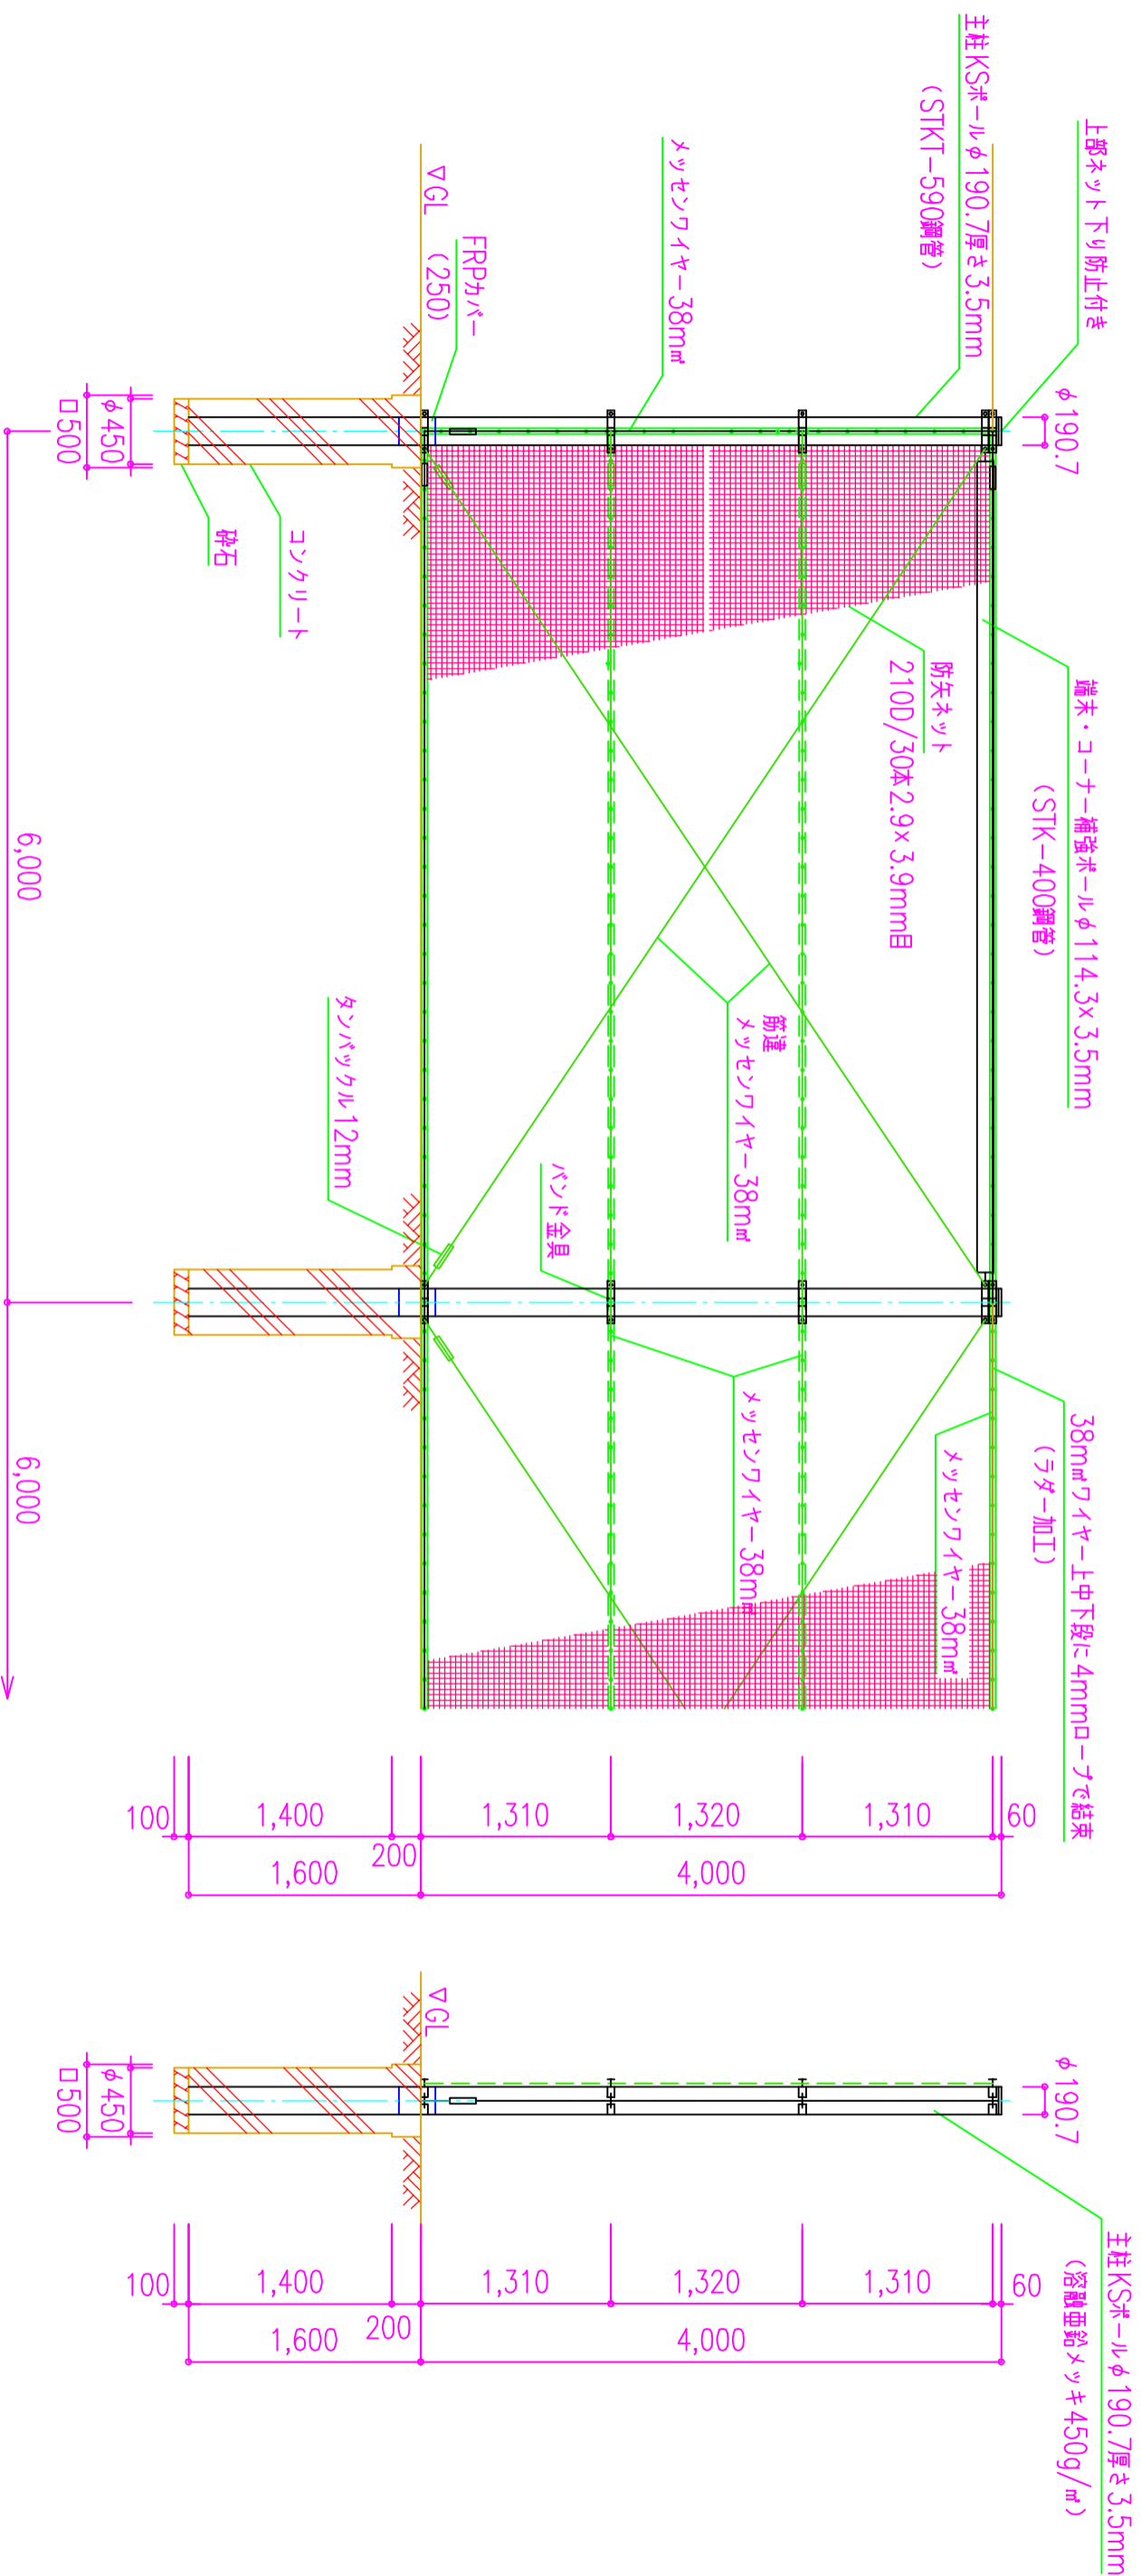 上部ネット下り防止付き
主柱KSポールφ190.7厚さ3.5mm
(STKT-590鋼管)
φ190.7
メッセンワイヤー38m㎡
▽GL
FRPカバー
(250)
φ450
□500
砕石
コンクリート
端末・コーナー補強ポールφ114.3x3.5mm
(STK-400鋼管)
防矢ネット
210D/30本2.9x3.9mm目
筋違
メッセンワイヤー38m㎡
バンド金具
タンバックル12mm
6,000
38m㎡ワイヤー上中下段に4mmロープで結束
(ラダー加工)
メッセンワイヤー38m㎡
メッセンワイヤー38m㎡
6,000
60
1,310
1,320
1,310
200
1,400
100
4,000
1,600
φ190.7
▽GL
φ450
□500
主柱KSポールφ190.7厚さ3.5mm
(溶融亜鉛メッキ450g/㎡)
60
1,310
1,320
1,310
200
1,400
100
4,000
1,600